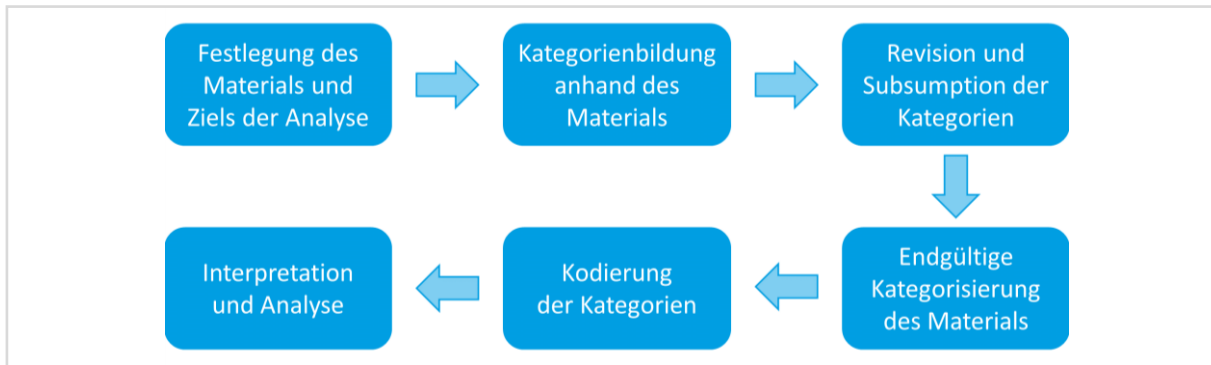 Festlegung des
Materials und
Ziels der Analyse
Kategorienbildung
anhand des
Materials
Revision und
Subsumption der
Kategorien
Endgültige
Kategorisierung
des Materials
Kodierung
der Kategorien
Interpretation
und Analyse